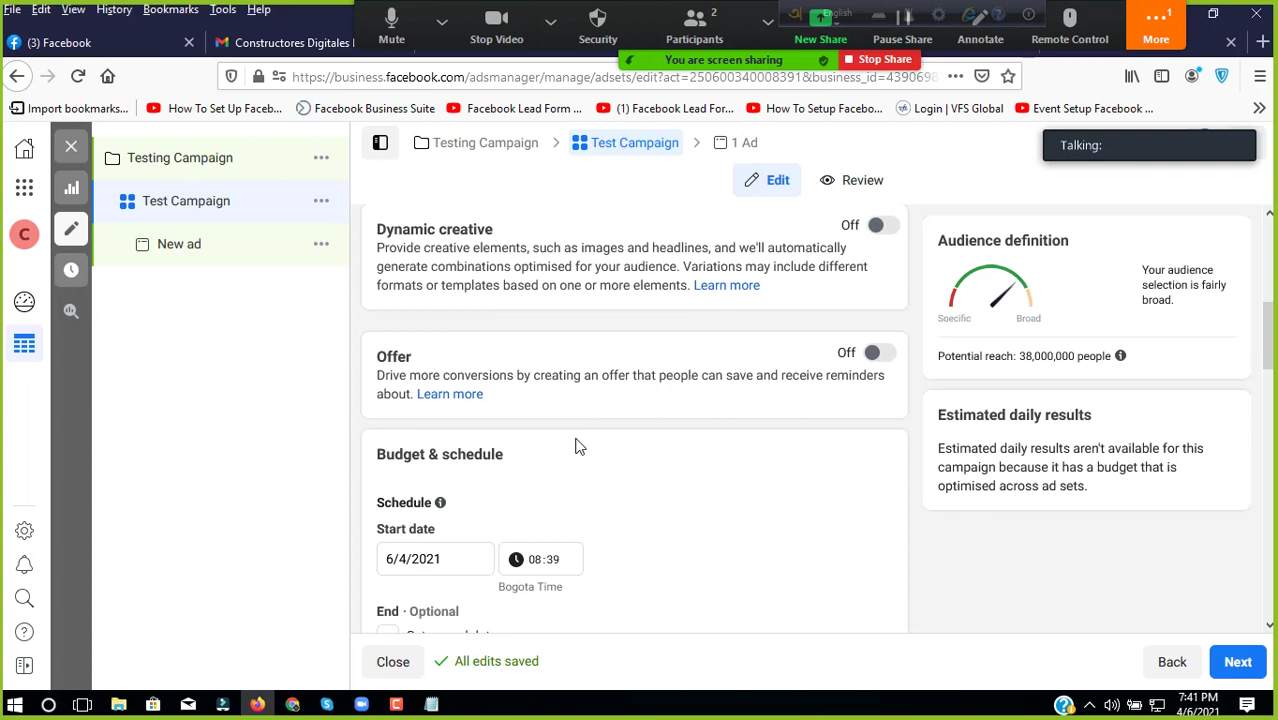 File Edit View History Bookmarks Tools Help
Mute
Stop Video
Security
2
Participants
English
New Share
Pause Share
Annotate
Remote Control
More
You are screen sharing
Stop Share
(3) Facebook
Constructores Digitales
https://business.facebook.com/adsmanager/manage/adsets/edit?act=250600340008391&business_id=4390698
Import bookmarks...
How To Set Up Faceb...
Facebook Business Suite
Facebook Lead Form ...
(1) Facebook Lead For...
How To Setup Facebo...
Login | VFS Global
Event Setup Facebook ...
Testing Campaign
Test Campaign
1 Ad
Talking:
Edit
Review
Testing Campaign
Test Campaign
New ad
C
Dynamic creative
Off
Provide creative elements, such as images and headlines, and we'll automatically
generate combinations optimised for your audience. Variations may include different
formats or templates based on one or more elements. Learn more
Offer
Off
Drive more conversions by creating an offer that people can save and receive reminders
about. Learn more
Budget & schedule
Schedule
Start date
6/4/2021
08:39
Bogota Time
End · Optional
Audience definition
Your audience
selection is fairly
broad.
Specific
Broad
Potential reach: 38,000,000 people
Estimated daily results
Estimated daily results aren't available for this
campaign because it has a budget that is
optimised across ad sets.
Close
All edits saved
Back
Next
7:41 PM
4/6/2021